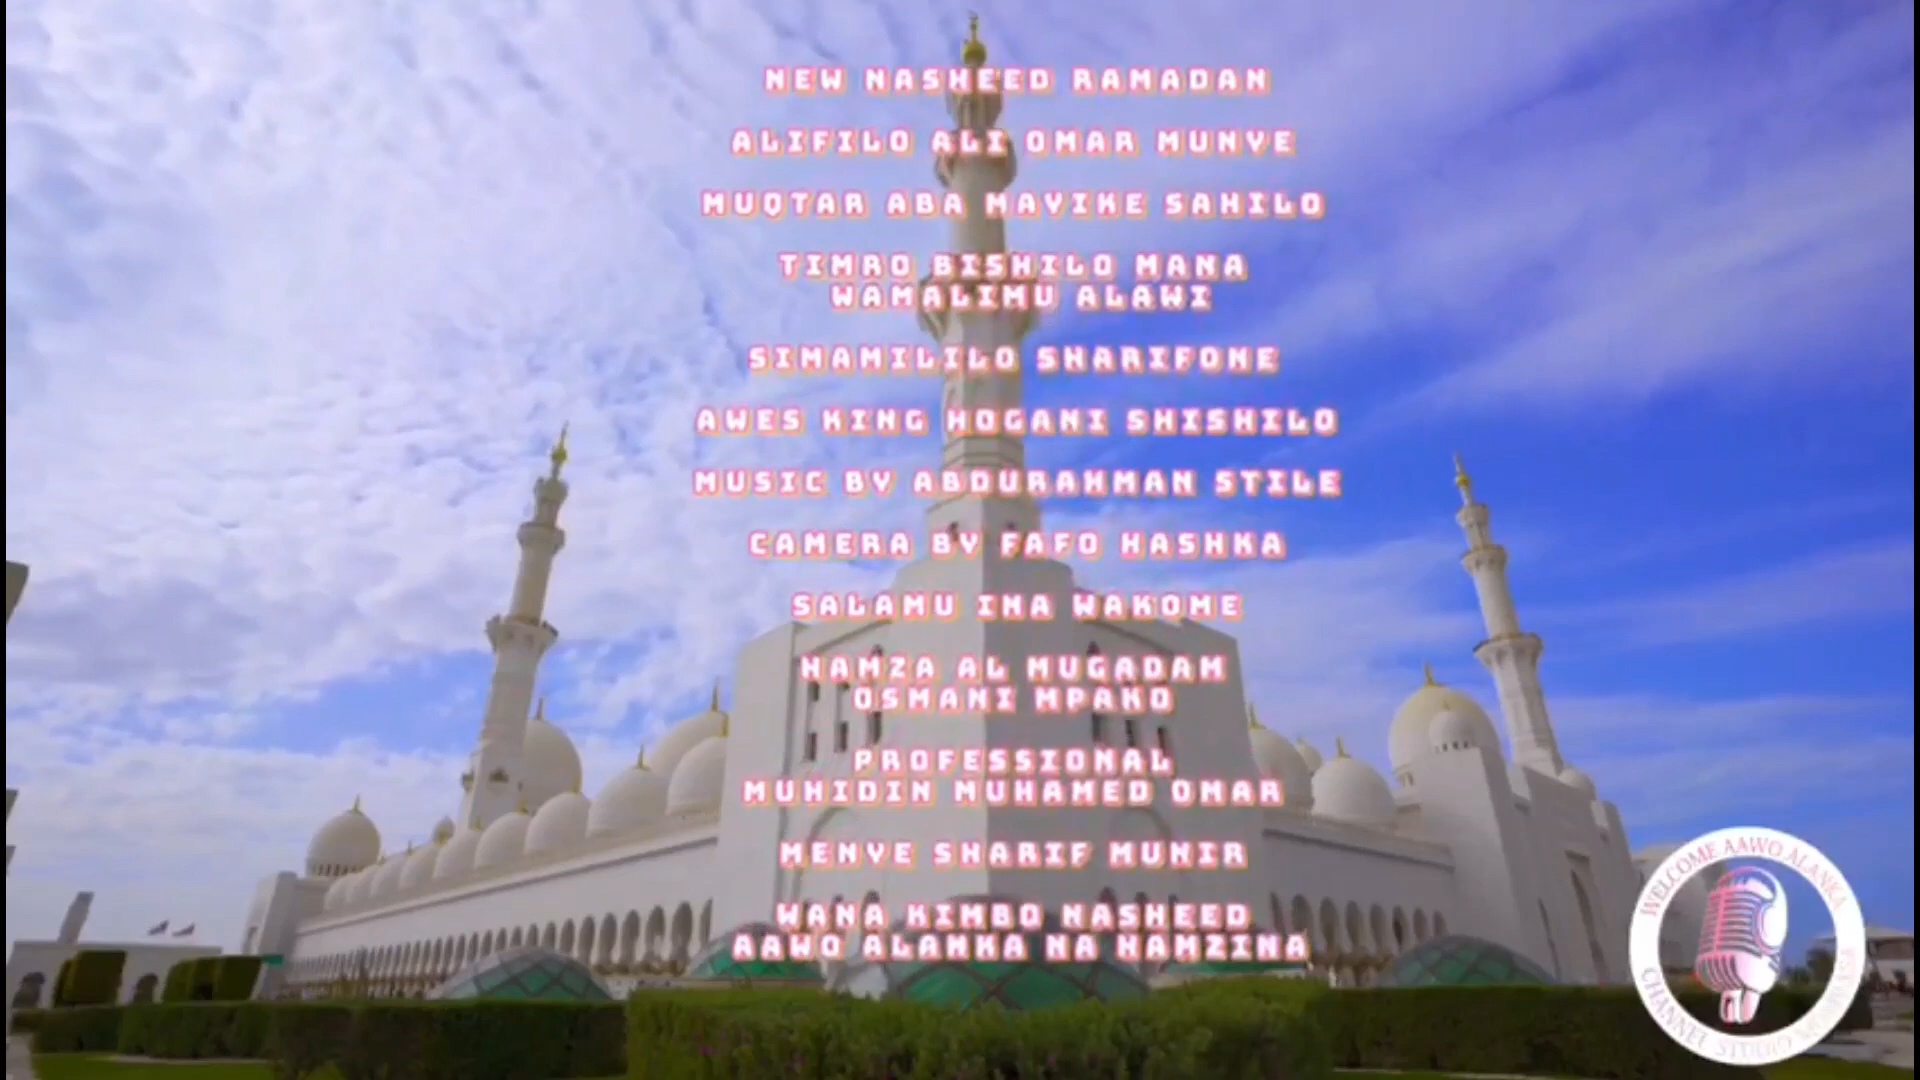 NEW NASHEED RAMADAN
ALIFILO ALI OMAR MUNYE
MUQTAR ABA MAYIKE SAHILO
TIMRO BISHILO MANA
WAMALIMU ALAWI
SIMAMILILO SHARIFONE
AWES KING HOGANI SHISHILO
MUSIC BY ABDURAHMAN STILE
CAMERA BY FAFO HASHKA
SALAMU INA WAKOME
HAMZA AL MUGADAM
OSMANI MPAKO
PROFESSIONAL
MUHIDIN MUHAMED OMAR
MENYE SHARIF MUNIR
WANA KIMBO NASHEED
AAWO ALANKA NA HAMZINA
WELCOME AAWO ALANKA
CHANNEL STUDIO